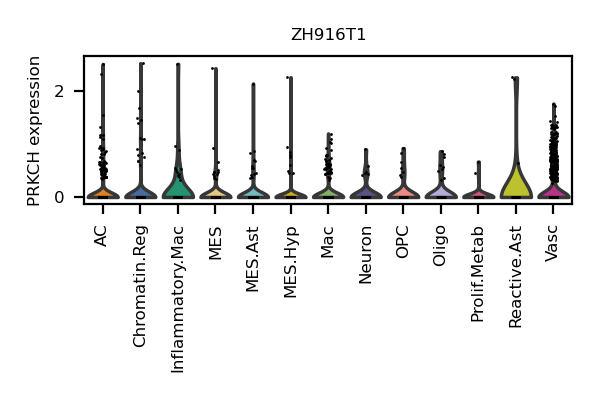 ZH916T1
PRKCH expression
2
0
AC
Chromatin.Reg
Inflammatory.Mac
MES
MES.Ast
MES.Hyp
Mac
Neuron
OPC
Oligo
Prolif.Metab
Reactive.Ast
Vasc